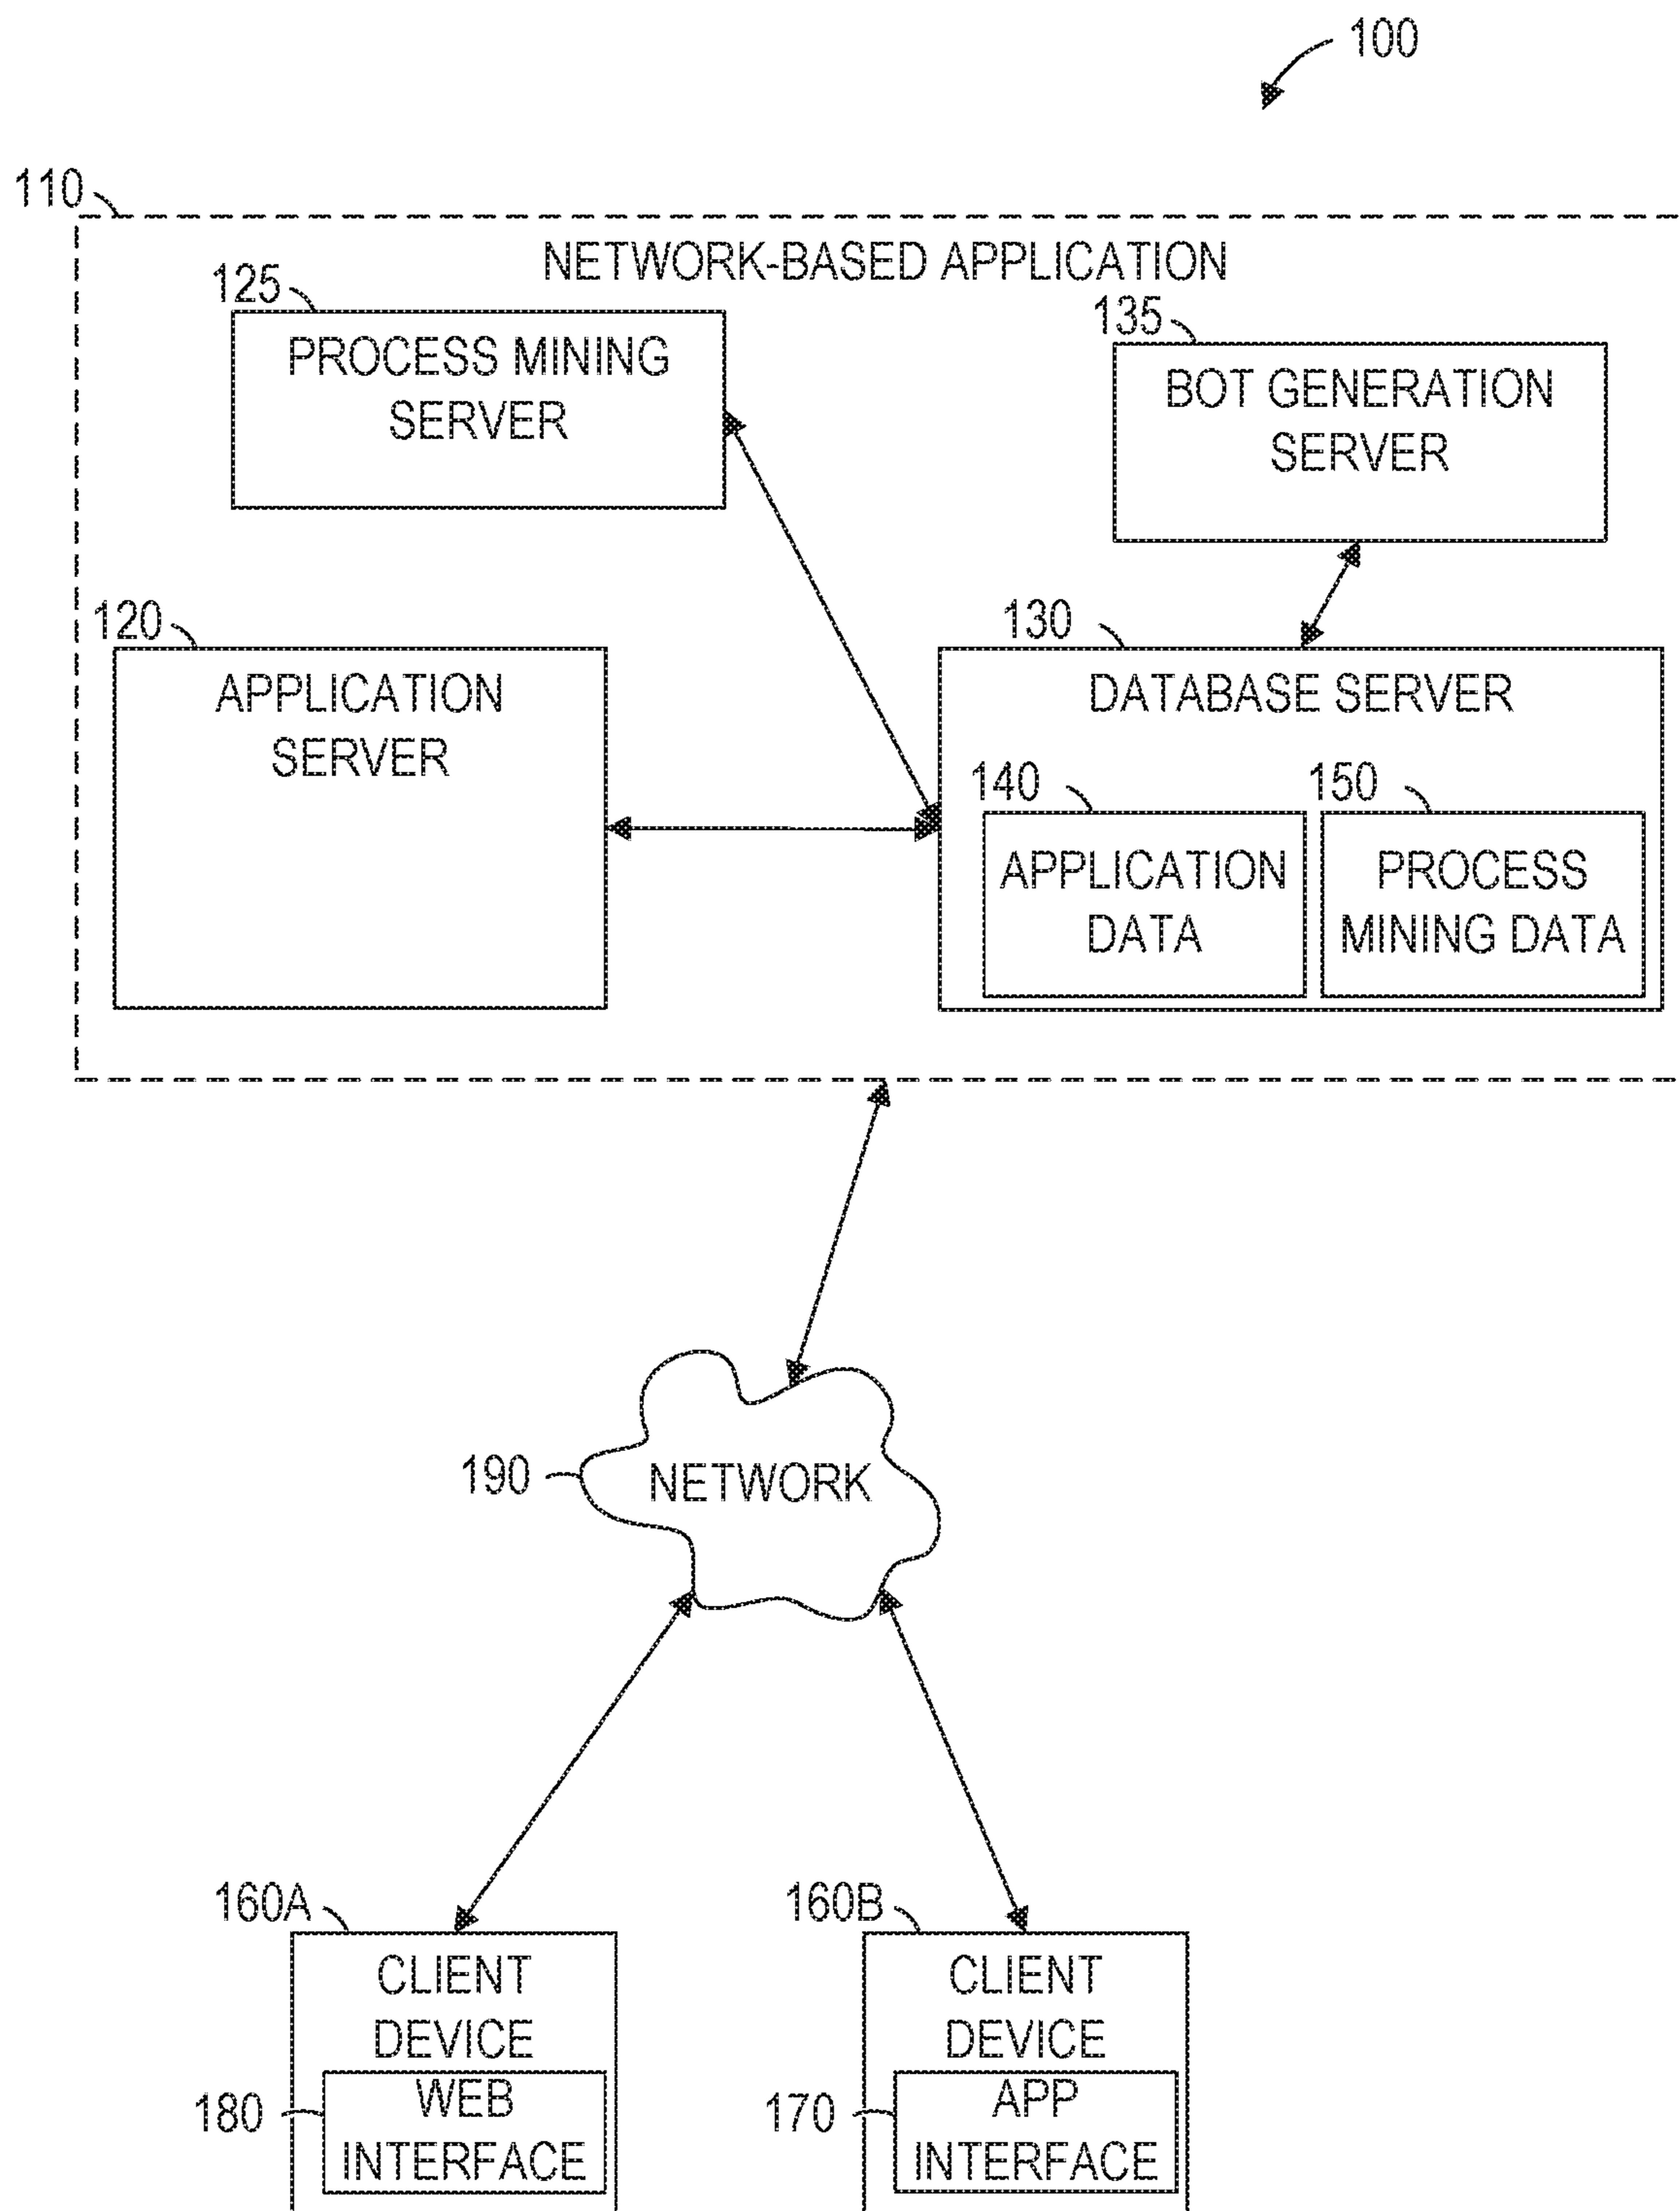 100
110
NETWORK-BASED APPLICATION
125
PROCESS MINING
SERVER
135
BOT GENERATION
SERVER
120
APPLICATION
SERVER
130
DATABASE SERVER
140
APPLICATION
DATA
150
PROCESS
MINING DATA
190
NETWORK
160A
CLIENT
DEVICE
180
WEB
INTERFACE
160B
CLIENT
DEVICE
170
APP
INTERFACE